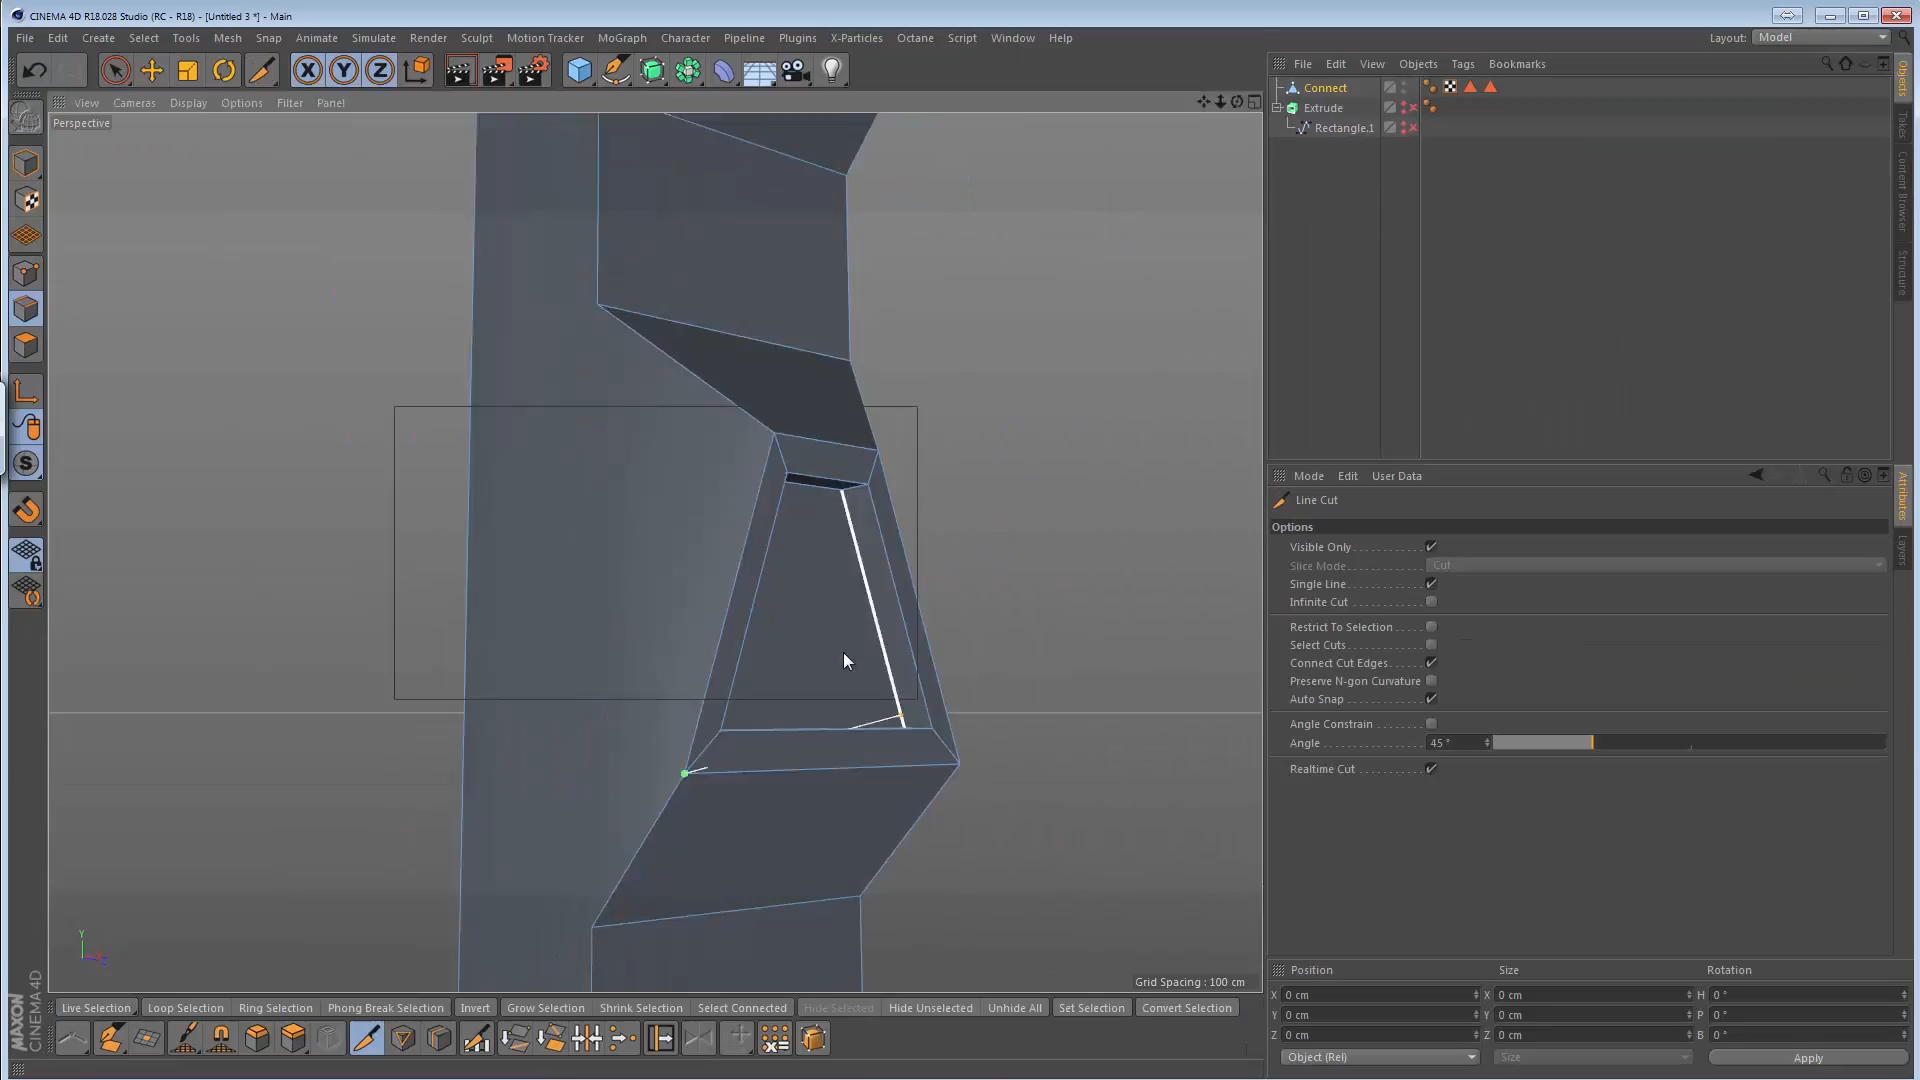 CINEMA 4D R18.028 Studio (RC - R18) - [Untitled 3 *] - Main
File Edit Create Select Tools Mesh Snap Animate Simulate Render Sculpt Motion Tracker MoGraph Character Pipeline Plugins X-Particles Octane Script Window Help
Layout: Model
View Cameras Display Options Filter Panel
Perspective
Grid Spacing : 100 cm
File Edit View Objects Tags Bookmarks
Connect
Extrude
Rectangle.1
Objects
Takes
Content Browser
Structure
Mode Edit User Data
Line Cut
Options
Visible Only
Slice Mode Cut
Single Line
Infinite Cut
Restrict To Selection
Select Cuts
Connect Cut Edges
Preserve N-gon Curvature
Auto Snap
Angle Constrain
Angle 45 °
Realtime Cut
Attributes
Layers
Position Size Rotation
X 0 cm X 0 cm H 0 °
Y 0 cm Y 0 cm P 0 °
Z 0 cm Z 0 cm B 0 °
Object (Rel) Size Apply
Live Selection Loop Selection Ring Selection Phong Break Selection Invert Grow Selection Shrink Selection Select Connected Hide Selected Hide Unselected Unhide All Set Selection Convert Selection
MAXON
CINEMA 4D
Y
Z